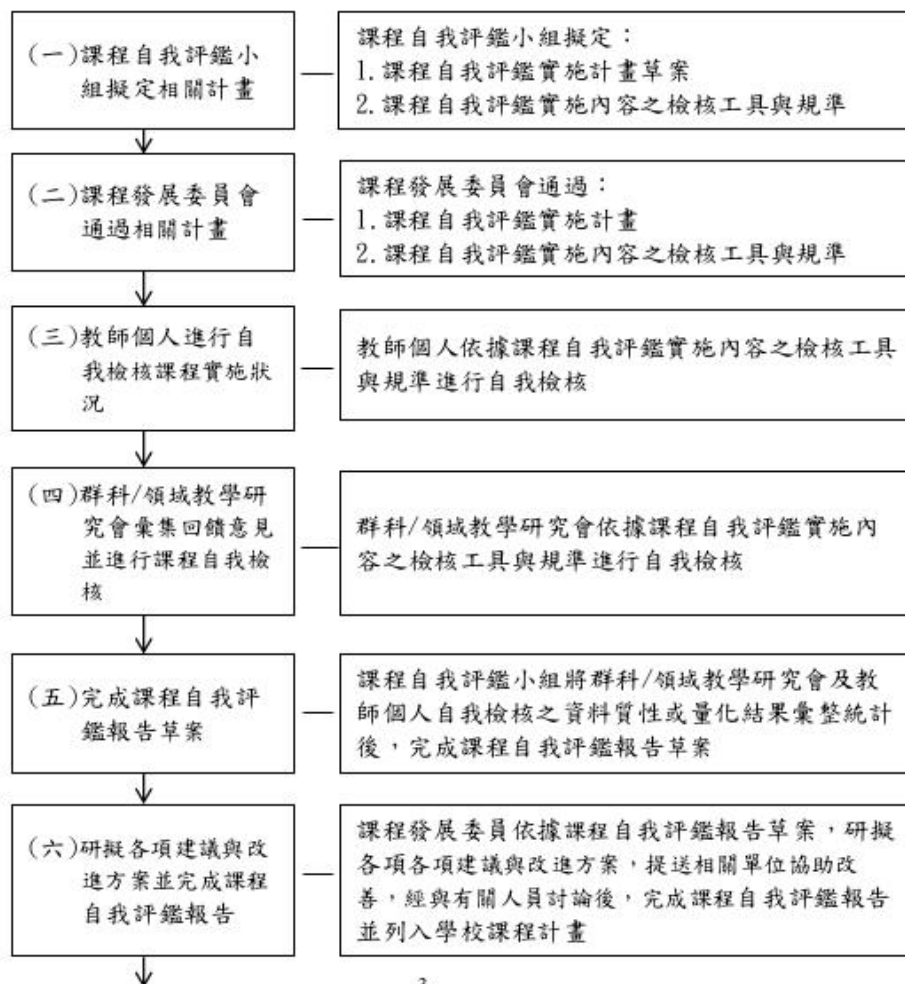 (一)課程自我評鑑小
組擬定相關計畫
課程自我評鑑小組擬定：
1.課程自我評鑑實施計畫草案
2.課程自我評鑑實施內容之檢核工具與規準
(二)課程發展委員會
通過相關計畫
課程發展委員會通過：
1.課程自我評鑑實施計畫
2.課程自我評鑑實施內容之檢核工具與規準
(三)教師個人進行自
我檢核課程實施狀
況
教師個人依據課程自我評鑑實施內容之檢核工具
與規準進行自我檢核
(四)群科/領域教學研
究會彙集回饋意見
並進行課程自我檢
核
群科/領域教學研究會依據課程自我評鑑實施內
容之檢核工具與規準進行自我檢核
(五)完成課程自我評
鑑報告草案
課程自我評鑑小組將群科/領域教學研究會及教
師個人自我檢核之資料質性或量化結果彙整統計
後，完成課程自我評鑑報告草案
(六)研擬各項建議與改
進方案並完成課程
自我評鑑報告
課程發展委員依據課程自我評鑑報告草案，研擬
各項各項建議與改進方案，提送相關單位協助改
善，經與有關人員討論後，完成課程自我評鑑報告
並列入學校課程計畫